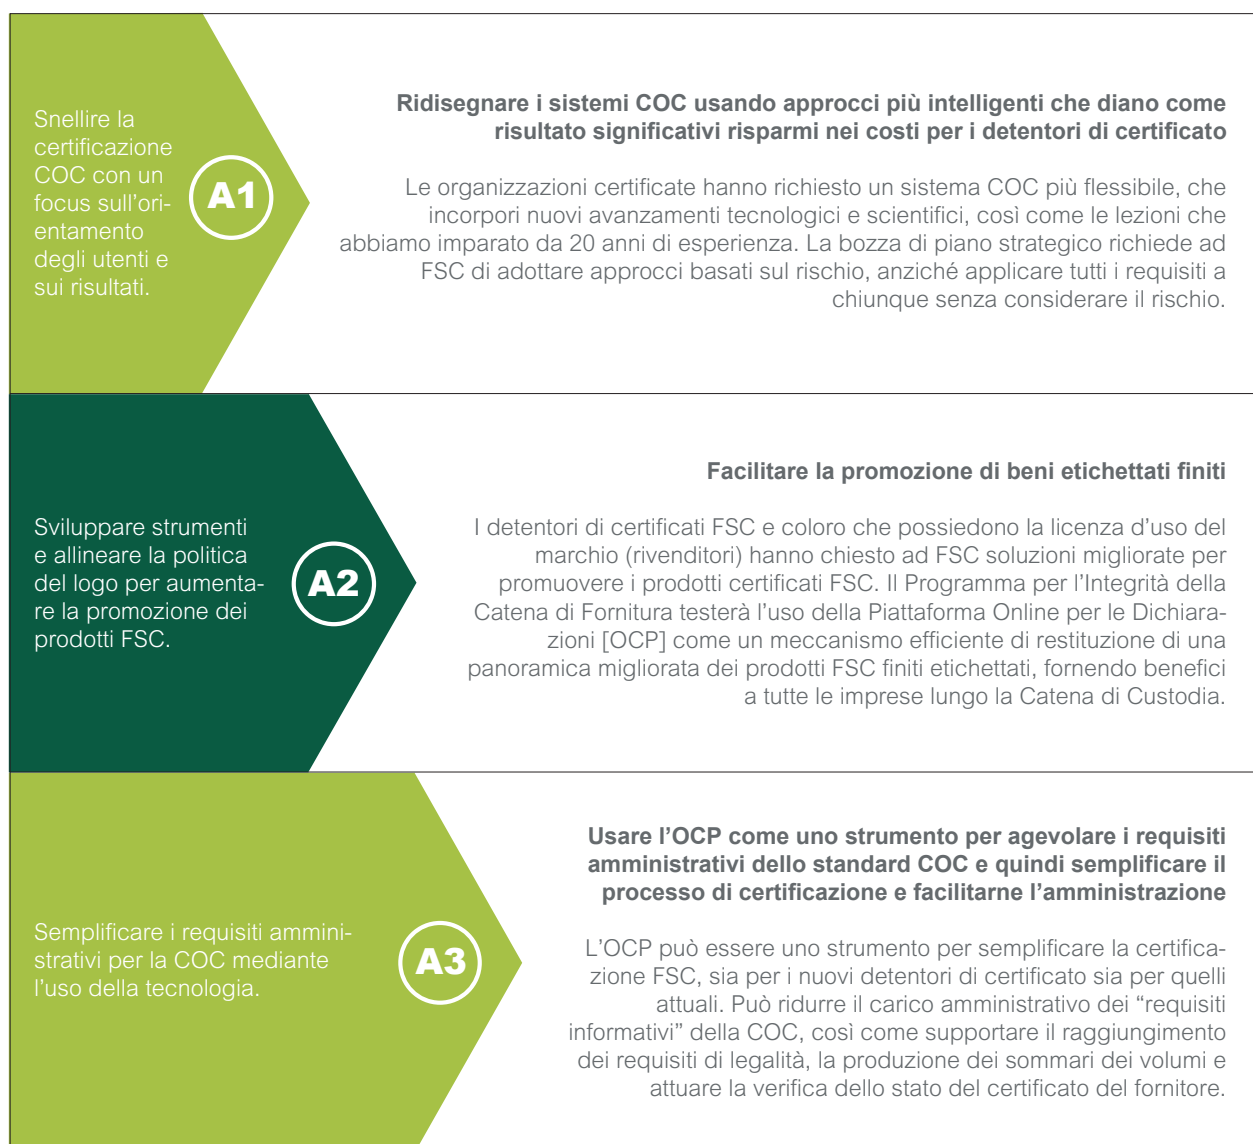 Snellire la
certificazione
COC con un
focus sull’ori-
entamento
degli utenti e
sui risultati.
A1
Ridisegnare i sistemi COC usando approcci più intelligenti che diano come
risultato significativi risparmi nei costi per i detentori di certificato
Le organizzazioni certificate hanno richiesto un sistema COC più flessibile, che
incorpori nuovi avanzamenti tecnologici e scientifici, così come le lezioni che
abbiamo imparato da 20 anni di esperienza. La bozza di piano strategico richiede ad
FSC di adottare approcci basati sul rischio, anziché applicare tutti i requisiti a
chiunque senza considerare il rischio.
Sviluppare strumenti
e allineare la politica
del logo per aumenta-
re la promozione dei
prodotti FSC.
A2
Facilitare la promozione di beni etichettati finiti
I detentori di certificati FSC e coloro che possiedono la licenza d’uso del
marchio (rivenditori) hanno chiesto ad FSC soluzioni migliorate per
promuovere i prodotti certificati FSC. Il Programma per l’Integrità della
Catena di Fornitura testerà l’uso della Piattaforma Online per le Dichiara-
zioni [OCP] come un meccanismo efficiente di restituzione di una
panoramica migliorata dei prodotti FSC finiti etichettati, fornendo benefici
a tutte le imprese lungo la Catena di Custodia.
Semplificare i requisiti ammini-
strativi per la COC mediante
l’uso della tecnologia.
A3
Usare l’OCP come uno strumento per agevolare i requisiti
amministrativi dello standard COC e quindi semplificare il
processo di certificazione e facilitarne l’amministrazione
L’OCP può essere uno strumento per semplificare la certifica-
zione FSC, sia per i nuovi detentori di certificato sia per quelli
attuali. Può ridurre il carico amministrativo dei “requisiti
informativi” della COC, così come supportare il raggiungimento
dei requisiti di legalità, la produzione dei sommari dei volumi e
attuare la verifica dello stato del certificato del fornitore.